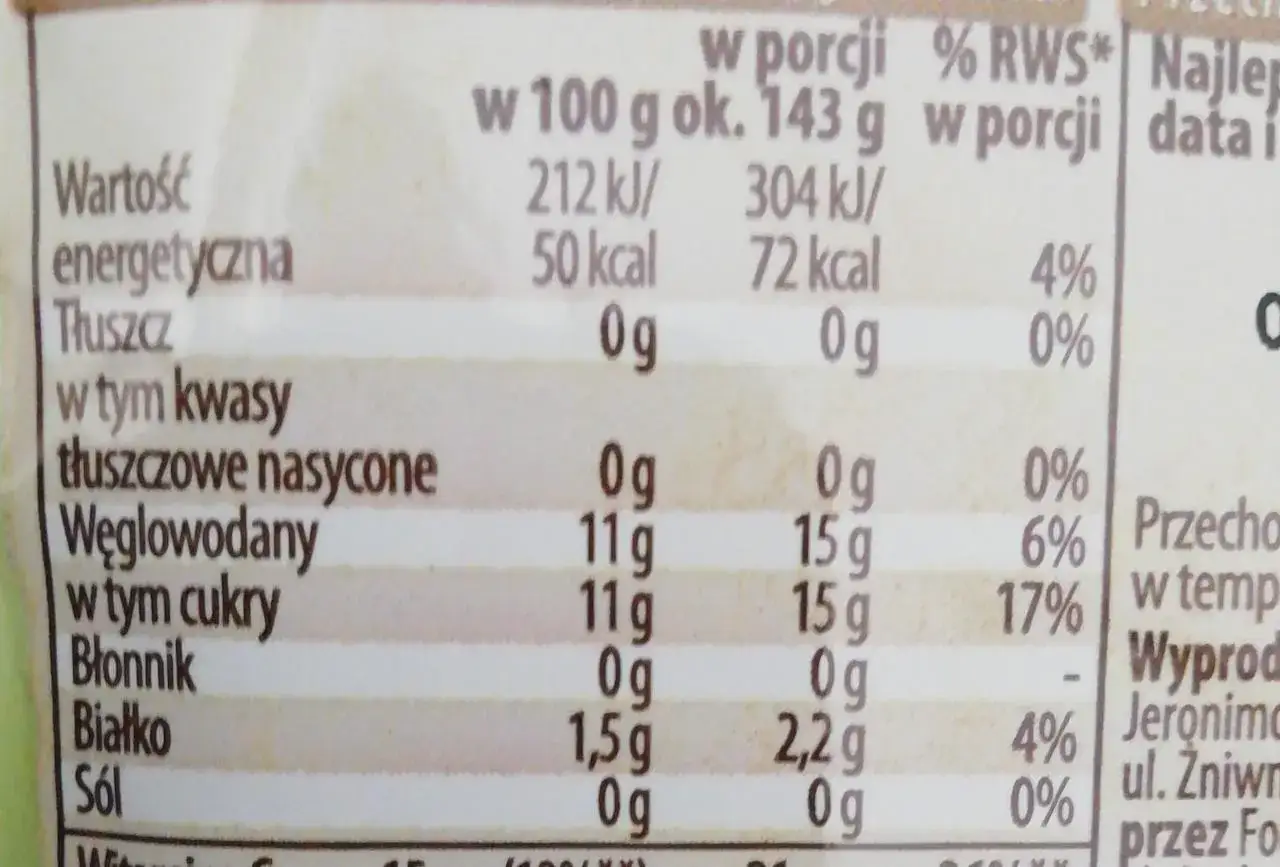 w porcji % RWS*
w 100 g ok. 143 g w porcji
Wartość 212 kJ/ 304 kJ/
energetyczna 50 kcal 72 kcal 4%
Tłuszcz 0 g 0 g 0%
w tym kwasy
tłuszczowe nasycone 0 g 0 g 0%
Węglowodany 11 g 15 g 6%
w tym cukry 11 g 15 g 17%
Błonnik 0 g 0 g -
Białko 1,5 g 2,2 g 4%
Sól 0 g 0 g 0%
Najlep
data i
Przecho
w temp
Wyprod
Jeronimo
ul. Żniwn
przez Fo